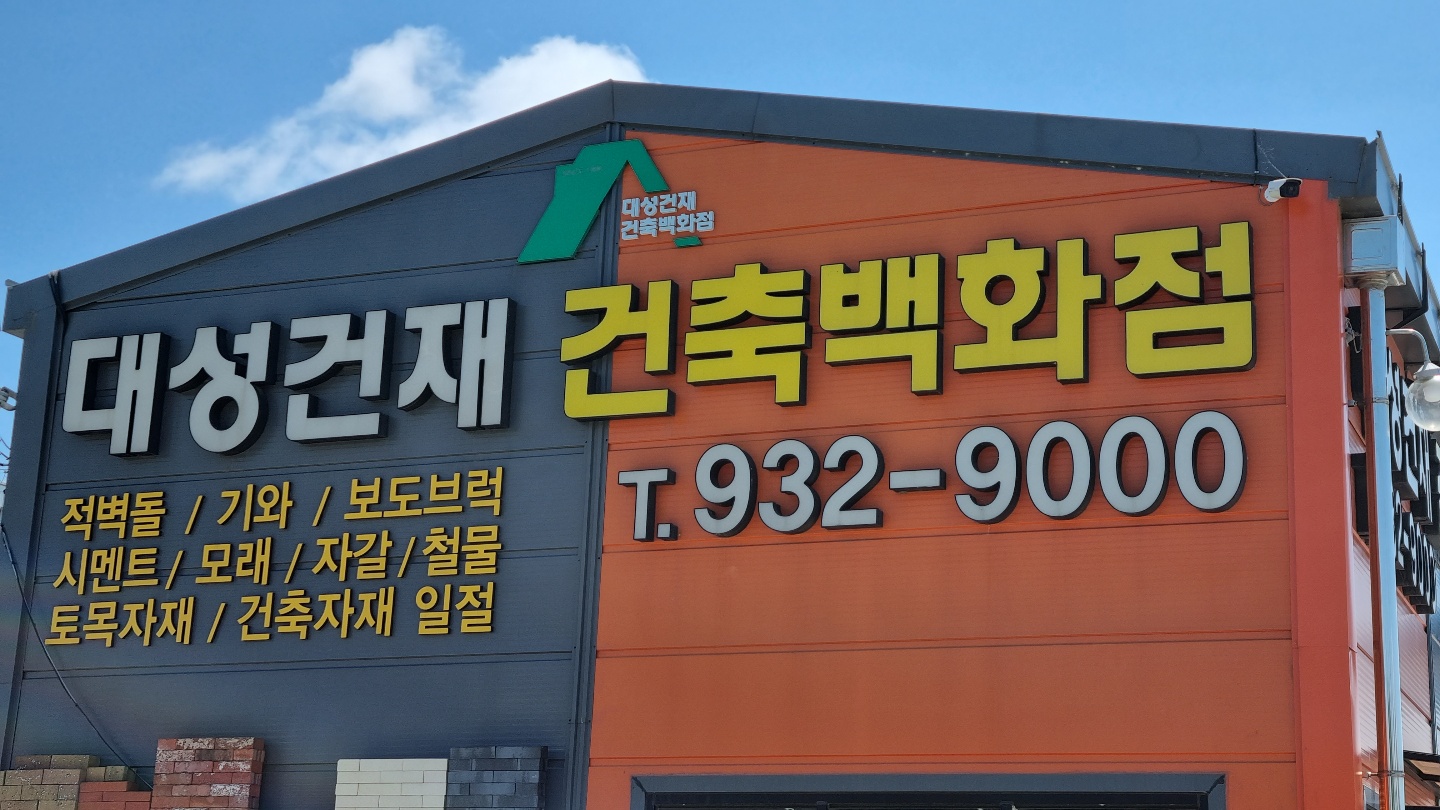 대성건재
건축백화점
대성건재 건축백화점
T. 932-9000
적벽돌 / 기와 / 보도브럭
시멘트 / 모래 / 자갈 / 철물
토목자재 / 건축자재 일절